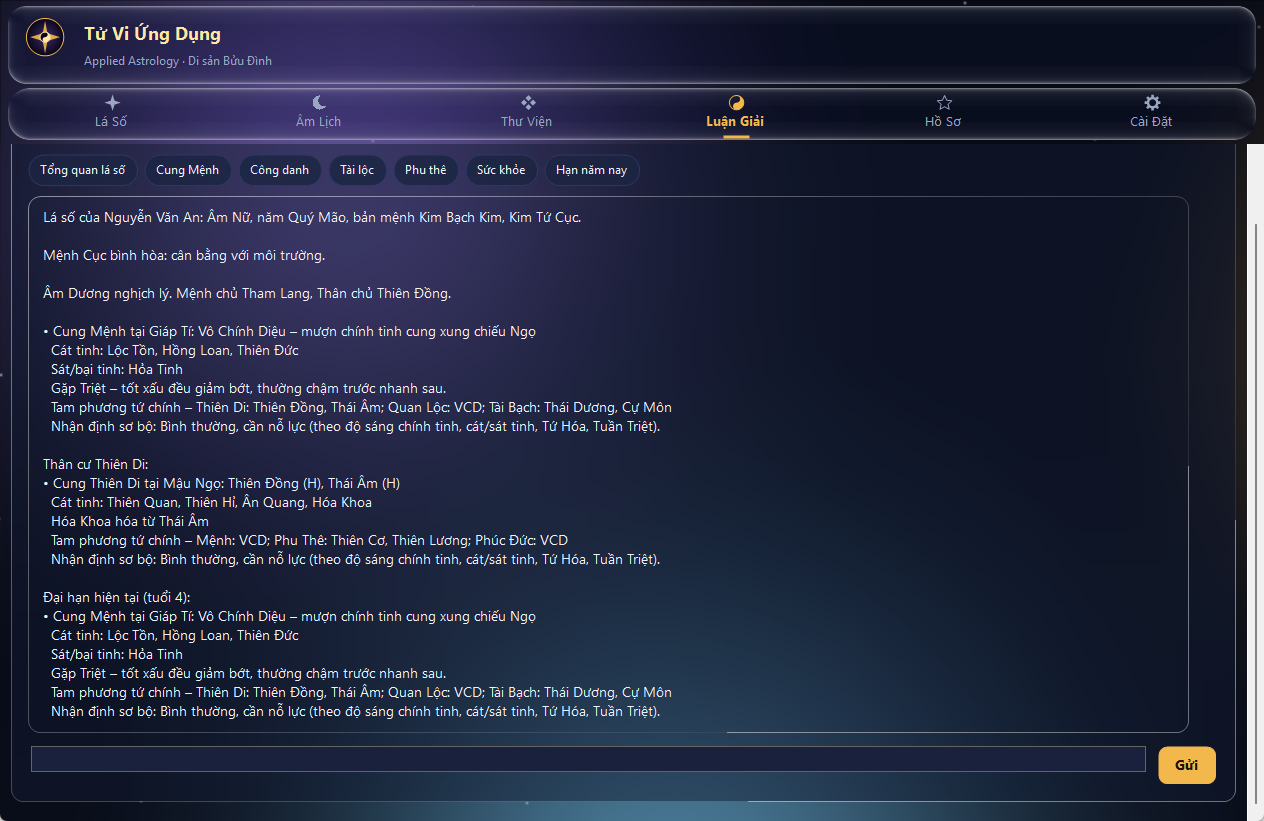 Tử Vi Ứng Dụng
Applied Astrology · Di sản Bửu Đình
Lá Số
Âm Lịch
Thư Viện
Luận Giải
Hồ Sơ
Cài Đặt
Tổng quan lá số
Cung Mệnh
Công danh
Tài lộc
Phu thê
Sức khỏe
Hạn năm nay
Lá số của Nguyễn Văn An: Âm Nữ, năm Quý Mão, bản mệnh Kim Bạch Kim, Kim Tứ Cục.
Mệnh Cục bình hòa: cân bằng với môi trường.
Âm Dương nghịch lý. Mệnh chủ Tham Lang, Thân chủ Thiên Đồng.
• Cung Mệnh tại Giáp Tí: Vô Chính Diệu – mượn chính tinh cung xung chiếu Ngọ
Cát tinh: Lộc Tồn, Hồng Loan, Thiên Đức
Sát/bại tinh: Hỏa Tinh
Gặp Triệt – tốt xấu đều giảm bớt, thường chậm trước nhanh sau.
Tam phương tứ chính – Thiên Di: Thiên Đồng, Thái Âm; Quan Lộc: VCD; Tài Bạch: Thái Dương, Cự Môn
Nhận định sơ bộ: Bình thường, cần nỗ lực (theo độ sáng chính tinh, cát/sát tinh, Tứ Hóa, Tuần Triệt).
Thân cư Thiên Di:
• Cung Thiên Di tại Mậu Ngọ: Thiên Đồng (H), Thái Âm (H)
Cát tinh: Thiên Quan, Thiên Hỉ, Ân Quang, Hóa Khoa
Hóa Khoa hóa từ Thái Âm
Tam phương tứ chính – Mệnh: VCD; Phu Thê: Thiên Cơ, Thiên Lương; Phúc Đức: VCD
Nhận định sơ bộ: Bình thường, cần nỗ lực (theo độ sáng chính tinh, cát/sát tinh, Tứ Hóa, Tuần Triệt).
Đại hạn hiện tại (tuổi 4):
• Cung Mệnh tại Giáp Tí: Vô Chính Diệu – mượn chính tinh cung xung chiếu Ngọ
Cát tinh: Lộc Tồn, Hồng Loan, Thiên Đức
Sát/bại tinh: Hỏa Tinh
Gặp Triệt – tốt xấu đều giảm bớt, thường chậm trước nhanh sau.
Tam phương tứ chính – Thiên Di: Thiên Đồng, Thái Âm; Quan Lộc: VCD; Tài Bạch: Thái Dương, Cự Môn
Nhận định sơ bộ: Bình thường, cần nỗ lực (theo độ sáng chính tinh, cát/sát tinh, Tứ Hóa, Tuần Triệt).
Gửi